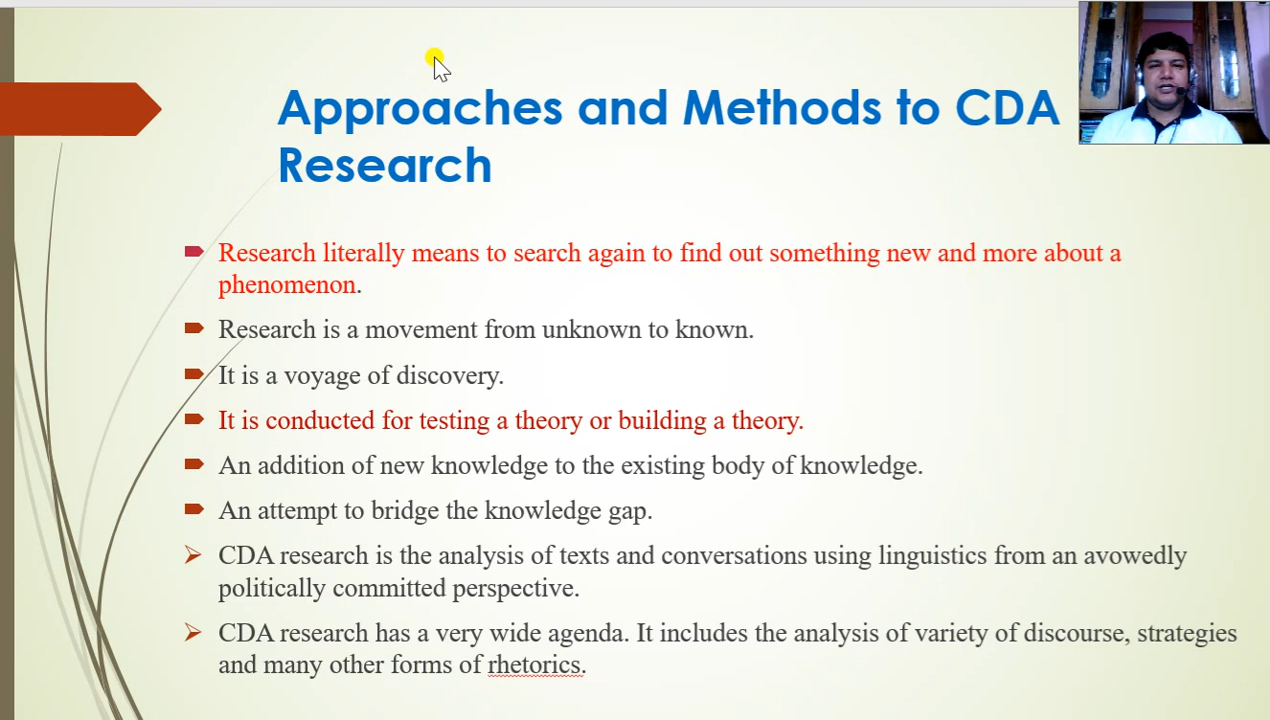 Approaches and Methods to CDA
Research
Research literally means to search again to find out something new and more about a
phenomenon.
Research is a movement from unknown to known.
It is a voyage of discovery.
It is conducted for testing a theory or building a theory.
An addition of new knowledge to the existing body of knowledge.
An attempt to bridge the knowledge gap.
CDA research is the analysis of texts and conversations using linguistics from an avowedly
politically committed perspective.
CDA research has a very wide agenda. It includes the analysis of variety of discourse, strategies
and many other forms of rhetorics.